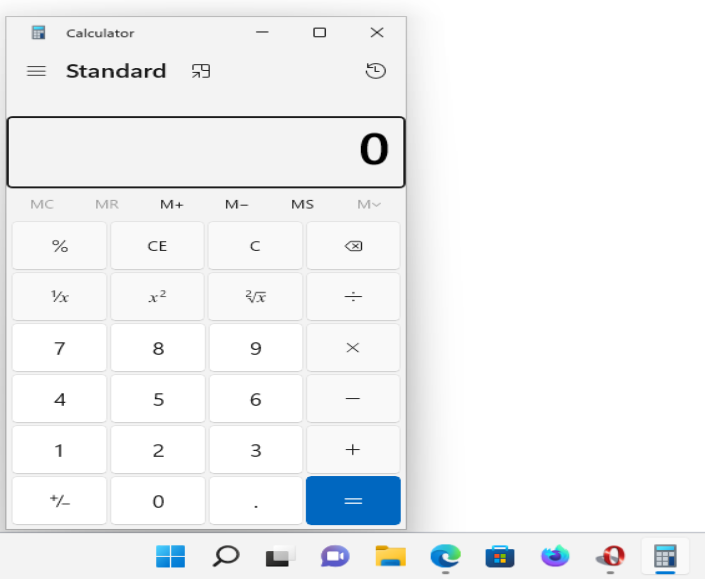 Calculator
Standard
0
MC MR M+ M− MS M
% CE C
¹⁄x x² ²√x ÷
7 8 9 ×
4 5 6 −
1 2 3 +
+/− 0 . =